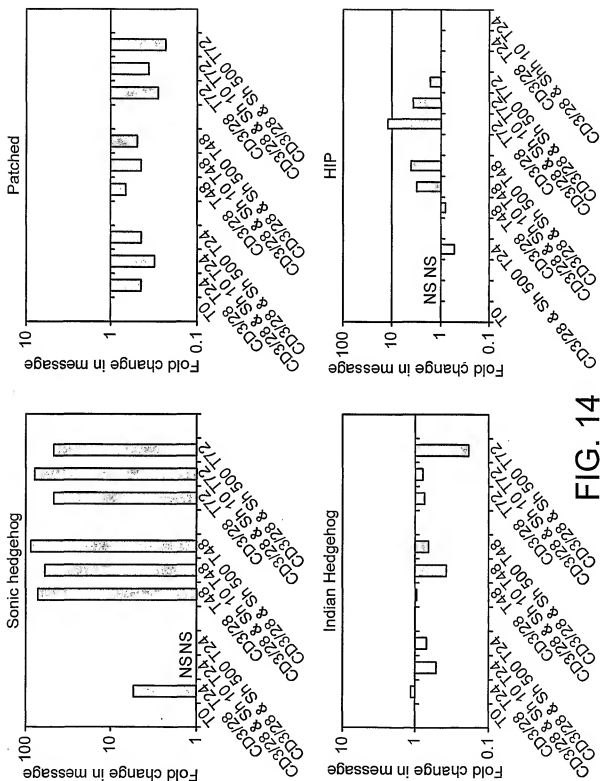 Sonic hedgehog
Fold change in message
100
10
1
NS NS
T0
CD3/28 T24
CD3/28 & Sh 10 T24
CD3/28 & Sh 500 T24
CD3/28 T48
CD3/28 & Sh 10 T48
CD3/28 & Sh 500 T48
CD3/28 T72
CD3/28 & Sh 10 T72
CD3/28 & Sh 500 T72
Patched
Fold change in message
10
1
0.1
T0
CD3/28 T24
CD3/28 & Sh 10 T24
CD3/28 & Sh 500 T24
CD3/28 T48
CD3/28 & Sh 10 T48
CD3/28 & Sh 500 T48
CD3/28 T72
CD3/28 & Sh 10 T72
CD3/28 & Sh 500 T72
Indian Hedgehog
Fold change in message
10
1
0.1
T0
CD3/28 T24
CD3/28 & Sh 10 T24
CD3/28 & Sh 500 T24
CD3/28 T48
CD3/28 & Sh 10 T48
CD3/28 & Sh 500 T48
CD3/28 T72
CD3/28 & Sh 10 T72
CD3/28 & Sh 500 T72
HIP
Fold change in message
100
10
1
0.1
NS NS
T0
CD3/28 & Sh 500 T24
CD3/28 T48
CD3/28 & Sh 10 T48
CD3/28 & Sh 500 T48
CD3/28 T72
CD3/28 & Sh 10 T72
CD3/28 & Sh 500 T72
CD3/28 T24
CD3/28 & Shh 10 T24
FIG. 14